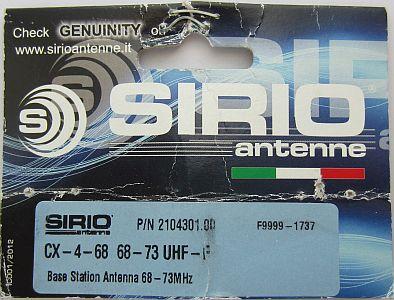 Check GENUINITY of
www.sirioantenne.it
SIRIO
antenne
SIRIO
antenne
P/N 2104301.00
F9999-1737
CX-4-68 68-73 UHF-
Base Station Antenna 68-73MHz